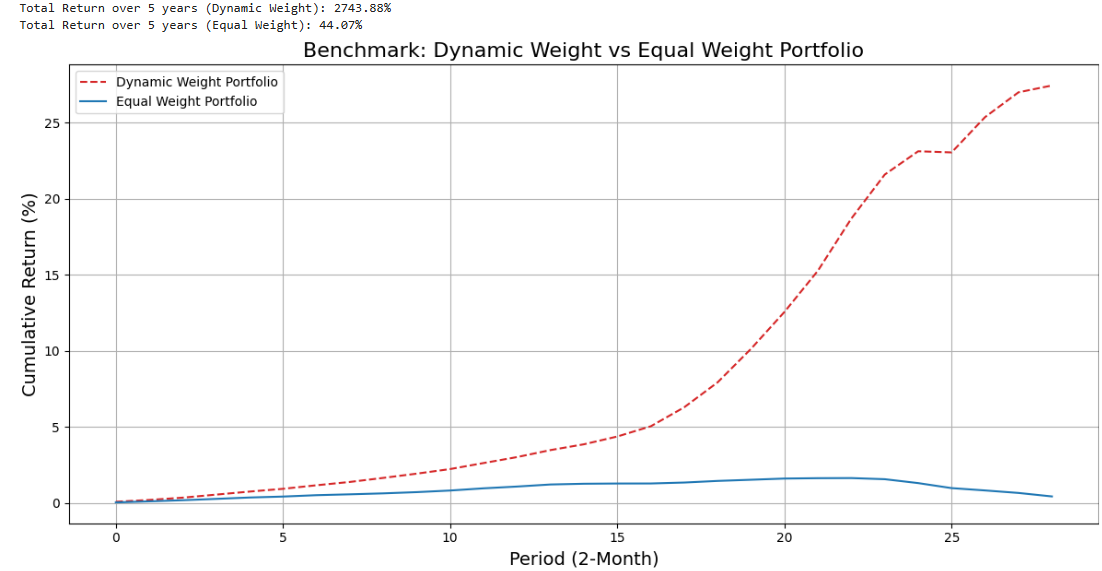 Total Return over 5 years (Dynamic Weight): 2743.88%
Total Return over 5 years (Equal Weight): 44.07%
Benchmark: Dynamic Weight vs Equal Weight Portfolio
Dynamic Weight Portfolio
Equal Weight Portfolio
Cumulative Return (%)
25
20
15
10
5
0
0 5 10 15 20 25
Period (2-Month)